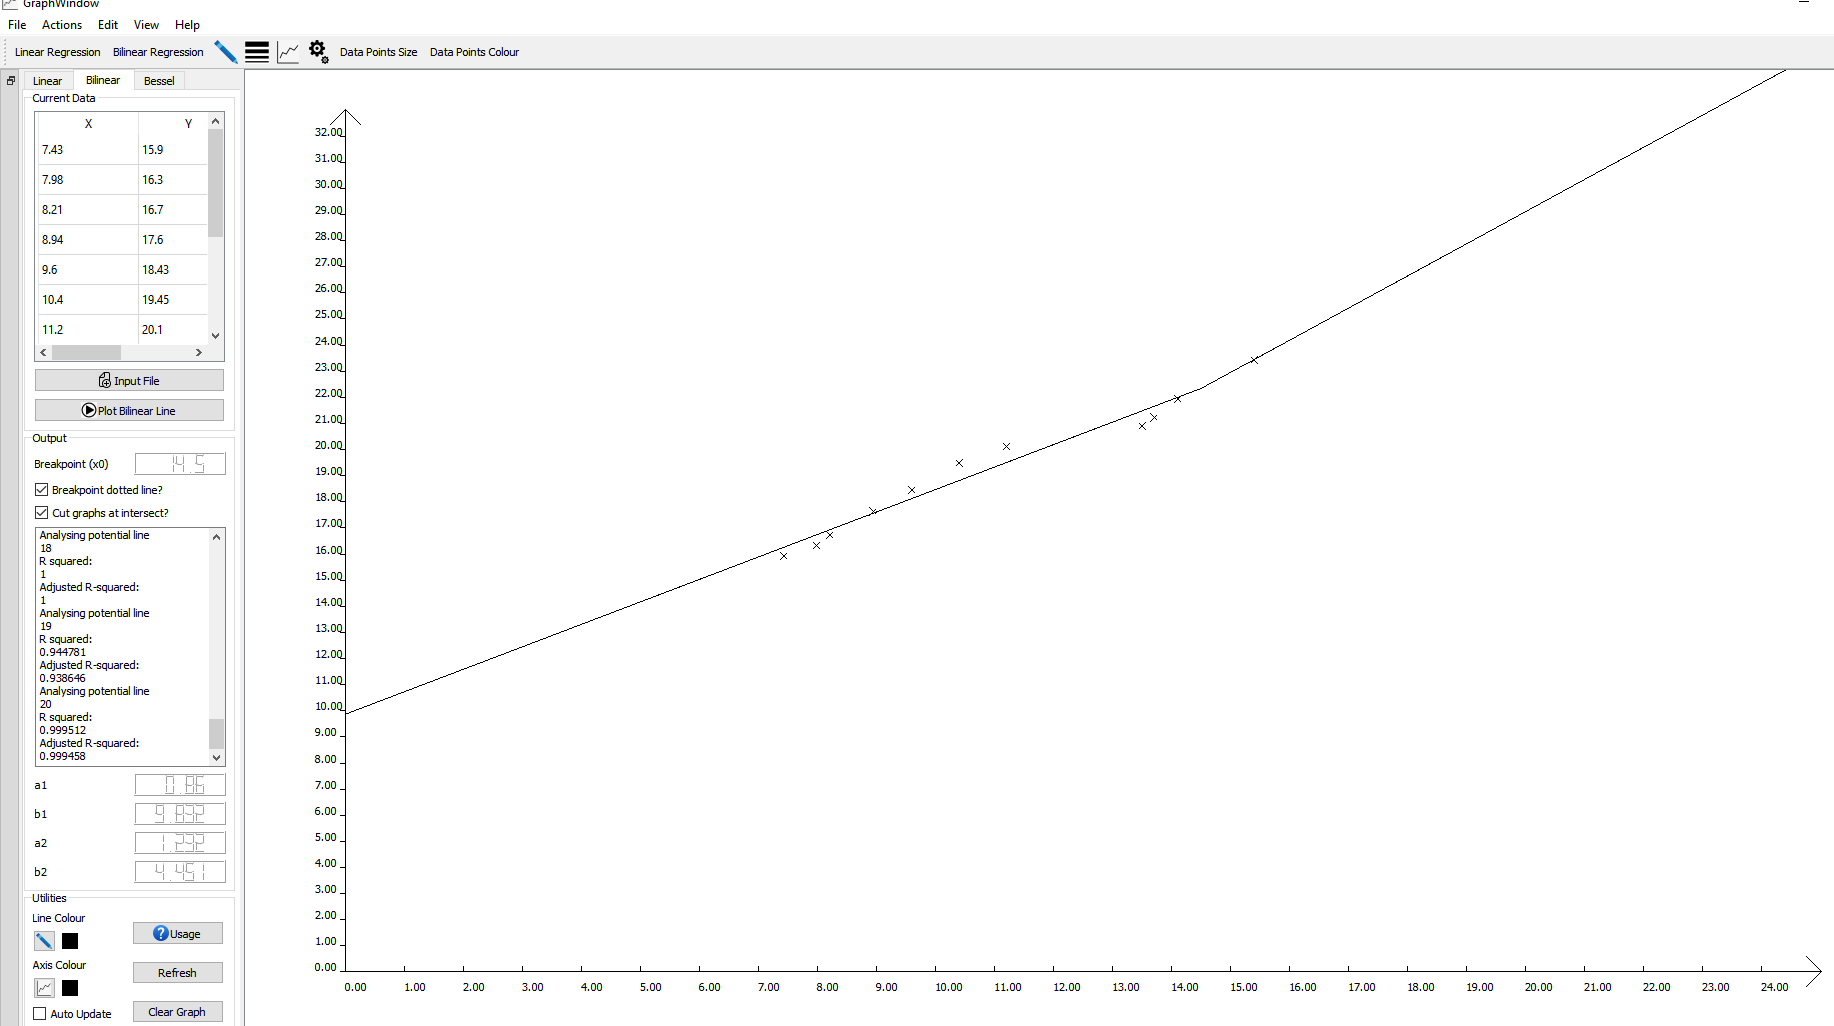 GraphWindow
File Actions Edit View Help
Linear Regression Bilinear Regression Data Points Size Data Points Colour
Linear Bilinear Bessel
Current Data
X Y
7.43 15.9
7.98 16.3
8.21 16.7
8.94 17.6
9.6 18.43
10.4 19.45
11.2 20.1
Input File
Plot Bilinear Line
Output
Breakpoint (x0) 14.5
Breakpoint dotted line?
Cut graphs at intersect?
Analysing potential line
18
R squared:
1
Adjusted R-squared:
1
Analysing potential line
19
R squared:
0.944781
Adjusted R-squared:
0.938646
Analysing potential line
20
R squared:
0.999512
Adjusted R-squared:
0.999458
a1 0.86
b1 9.892
a2 1.232
b2 4.461
Utilities
Line Colour
Usage
Axis Colour
Refresh
Auto Update
Clear Graph
32.00
31.00
30.00
29.00
28.00
27.00
26.00
25.00
24.00
23.00
22.00
21.00
20.00
19.00
18.00
17.00
16.00
15.00
14.00
13.00
12.00
11.00
10.00
9.00
8.00
7.00
6.00
5.00
4.00
3.00
2.00
1.00
0.00
0.00 1.00 2.00 3.00 4.00 5.00 6.00 7.00 8.00 9.00 10.00 11.00 12.00 13.00 14.00 15.00 16.00 17.00 18.00 19.00 20.00 21.00 22.00 23.00 24.00